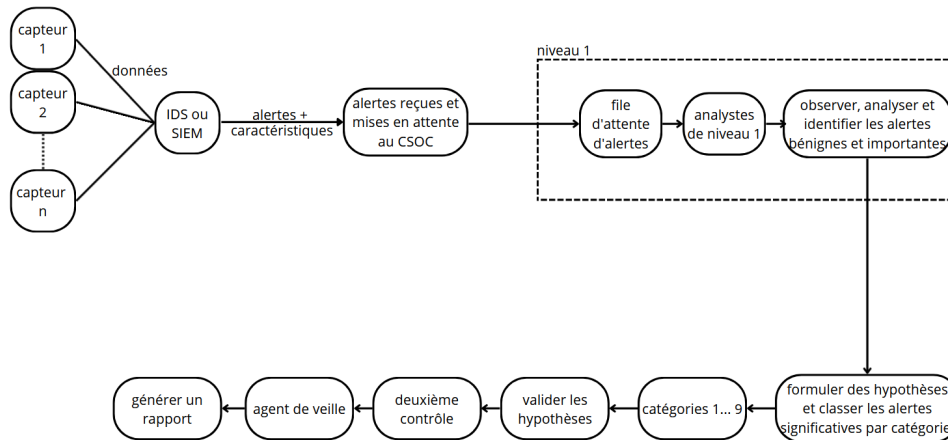 capteur
1
données
capteur
2
capteur
n
IDS ou
SIEM
alertes +
caractéristiques
alertes reçues et
mises en attente
au CSOC
niveau 1
file
d'attente
d'alertes
analystes
de niveau 1
observer, analyser et
identifier les alertes
bénignes et importantes
formuler des hypothèses
et classer les alertes
significatives par catégorie
catégories 1... 9
valider les
hypothèses
deuxième
contrôle
agent de veille
générer un
rapport